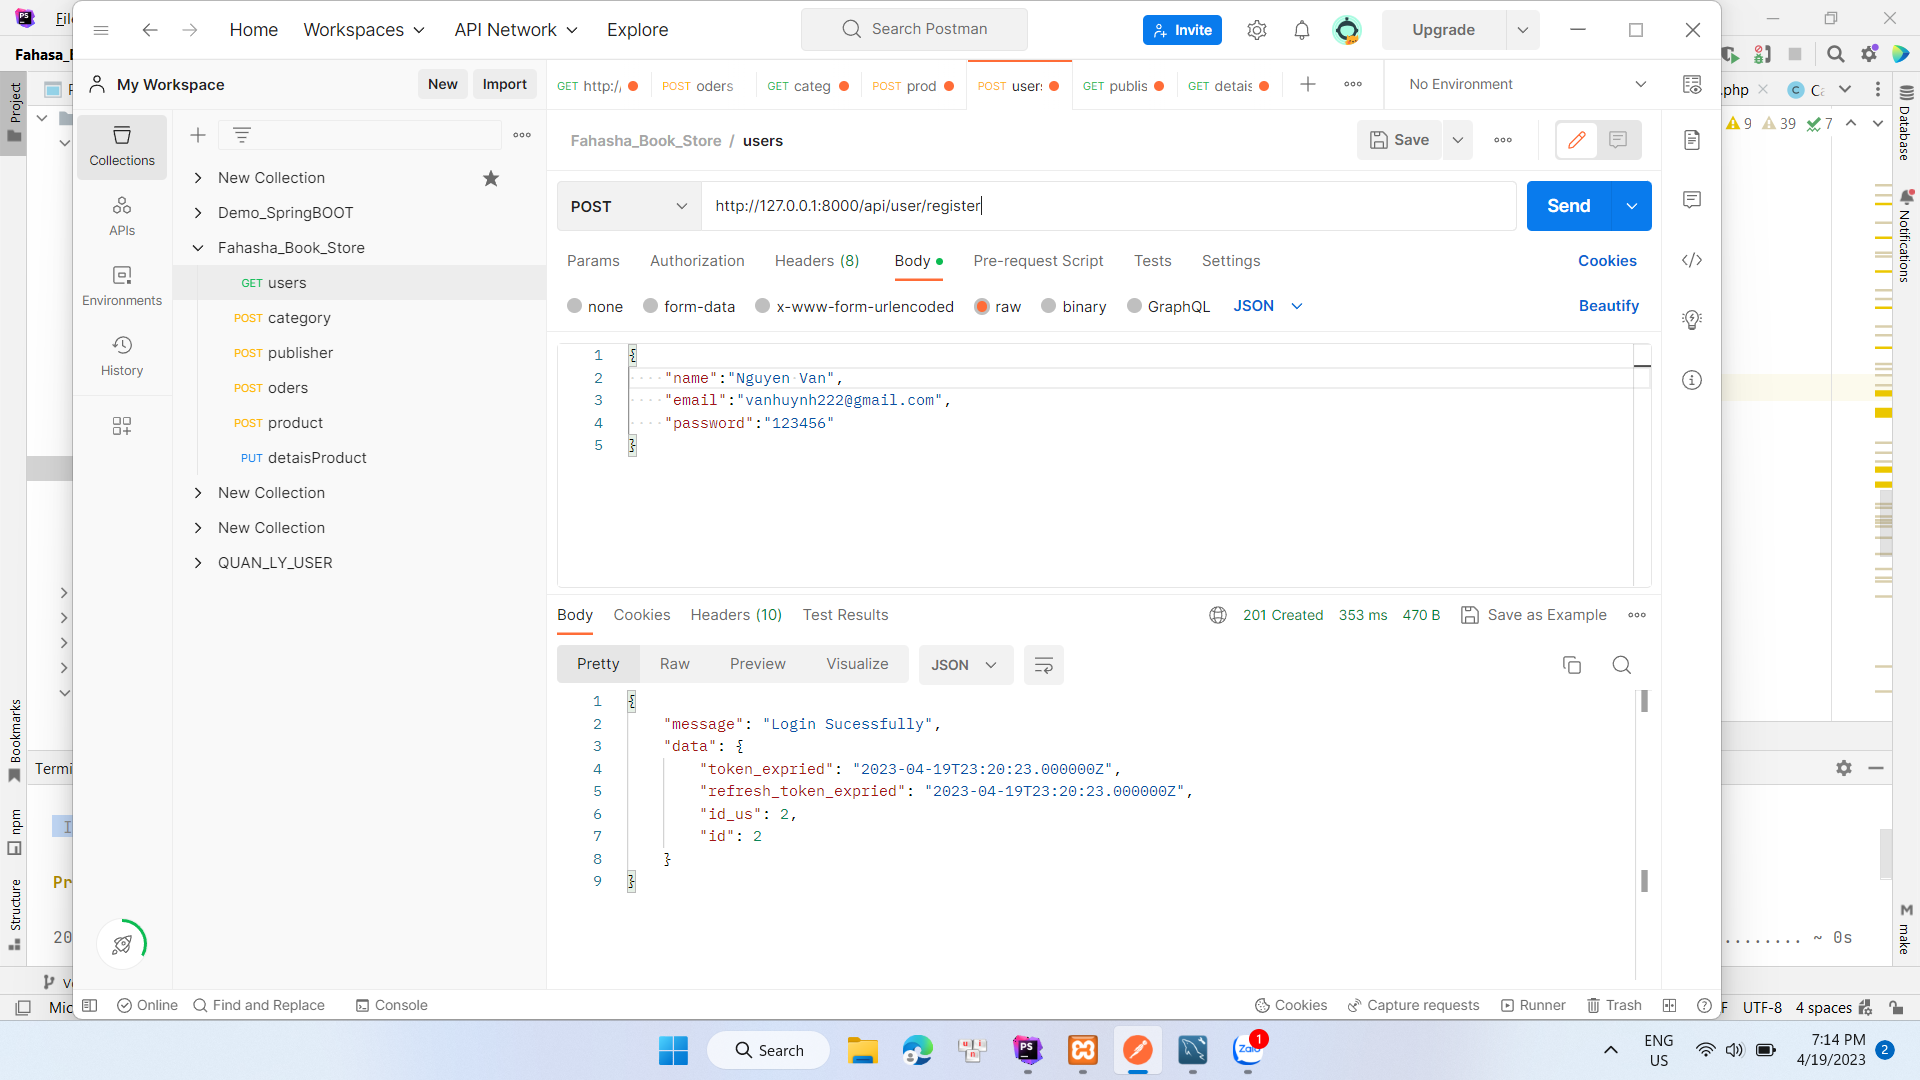 Home
Workspaces
API Network
Explore
Search Postman
Invite
Upgrade
Fahasa_B
My Workspace
New
Import
GET http:/
POST oders
GET categ
POST prod
POST user
GET publis
GET detais
No Environment
.php
Project
Collections
APIs
Environments
History
New Collection
Demo_SpringBOOT
Fahasha_Book_Store
GET users
POST category
POST publisher
POST oders
POST product
PUT detaisProduct
New Collection
New Collection
QUAN_LY_USER
Fahasha_Book_Store / users
Save
POST
http://127.0.0.1:8000/api/user/register
Send
Params
Authorization
Headers (8)
Body
Pre-request Script
Tests
Settings
Cookies
none
form-data
x-www-form-urlencoded
raw
binary
GraphQL
JSON
Beautify
1 {
2 "name":"Nguyen Van",
3 "email":"vanhuynh222@gmail.com",
4 "password":"123456"
5 }
Body
Cookies
Headers (10)
Test Results
201 Created
353 ms
470 B
Save as Example
Pretty
Raw
Preview
Visualize
JSON
1 {
2 "message": "Login Sucessfully",
3 "data": {
4 "token_expried": "2023-04-19T23:20:23.000000Z",
5 "refresh_token_expried": "2023-04-19T23:20:23.000000Z",
6 "id_us": 2,
7 "id": 2
8 }
9 }
9
39
7
Database
Notifications
make
Bookmarks
npm
Structure
Termi
Pr
20
........ ~ 0s
Mic
Online
Find and Replace
Console
Cookies
Capture requests
Runner
Trash
UTF-8
4 spaces
Search
PS
Zalo
1
ENG
US
7:14 PM
4/19/2023
2